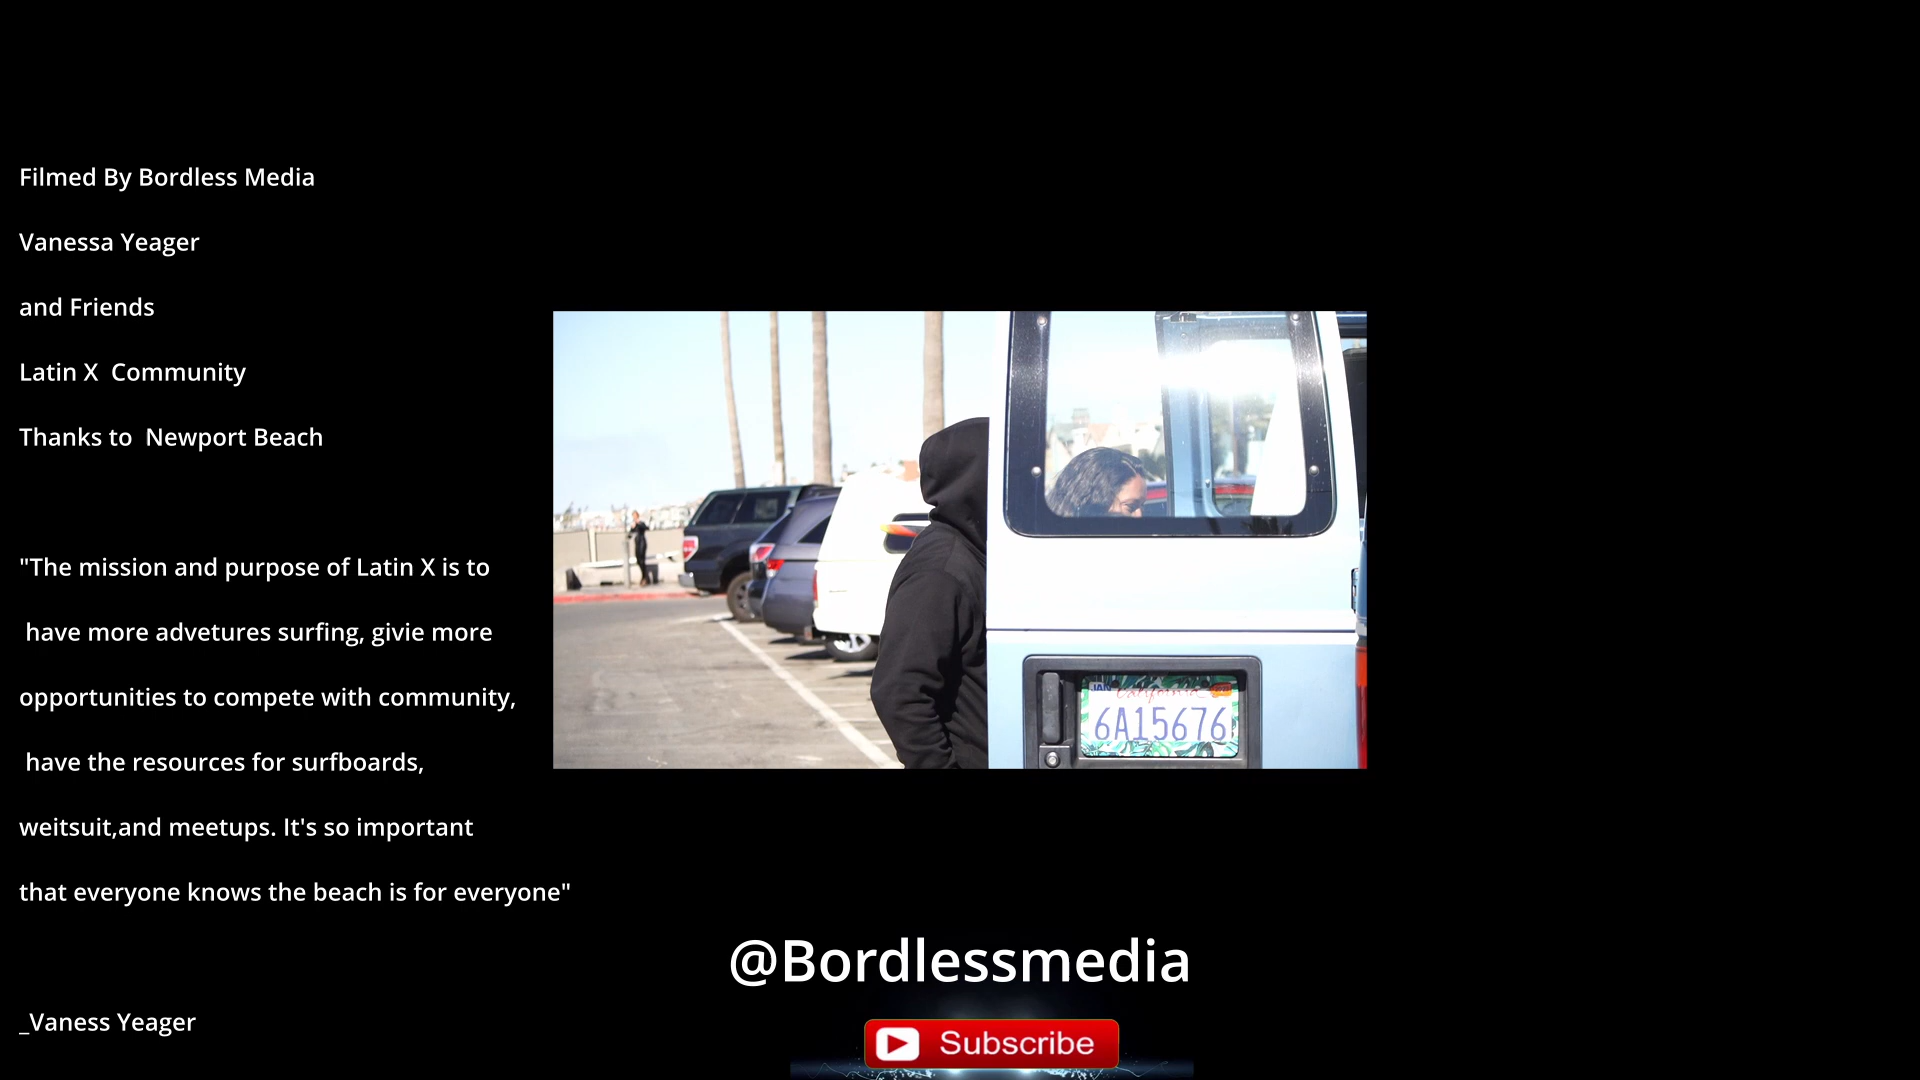 Filmed By Bordless Media
Vanessa Yeager
and Friends
Latin X  Community
Thanks to  Newport Beach
"The mission and purpose of Latin X is to
have more advetures surfing, givie more
opportunities to compete with community,
have the resources for surfboards,
weitsuit,and meetups. It's so important
that everyone knows the beach is for everyone"
_Vaness Yeager
JAN California
6A15676
@Bordlessmedia
Subscribe